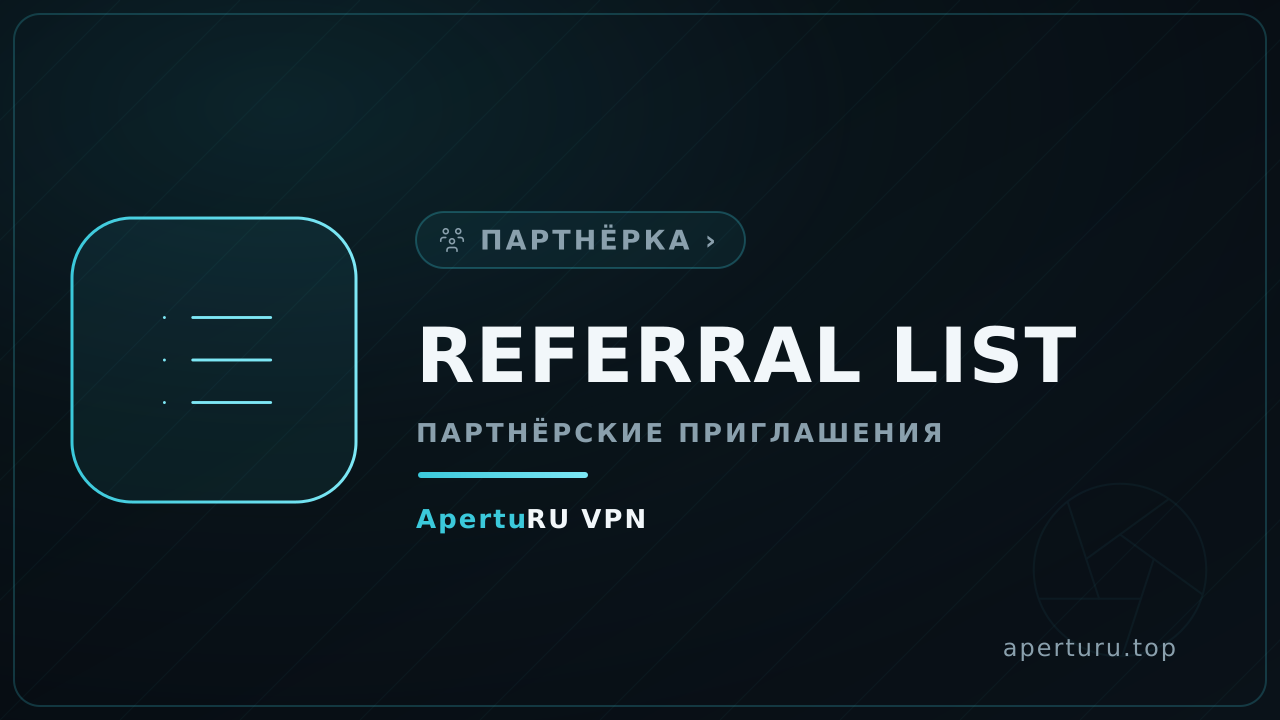 ПАРТНЁРКА ›
REFERRAL LIST
ПАРТНЁРСКИЕ ПРИГЛАШЕНИЯ
ApertuRU VPN
aperturu.top